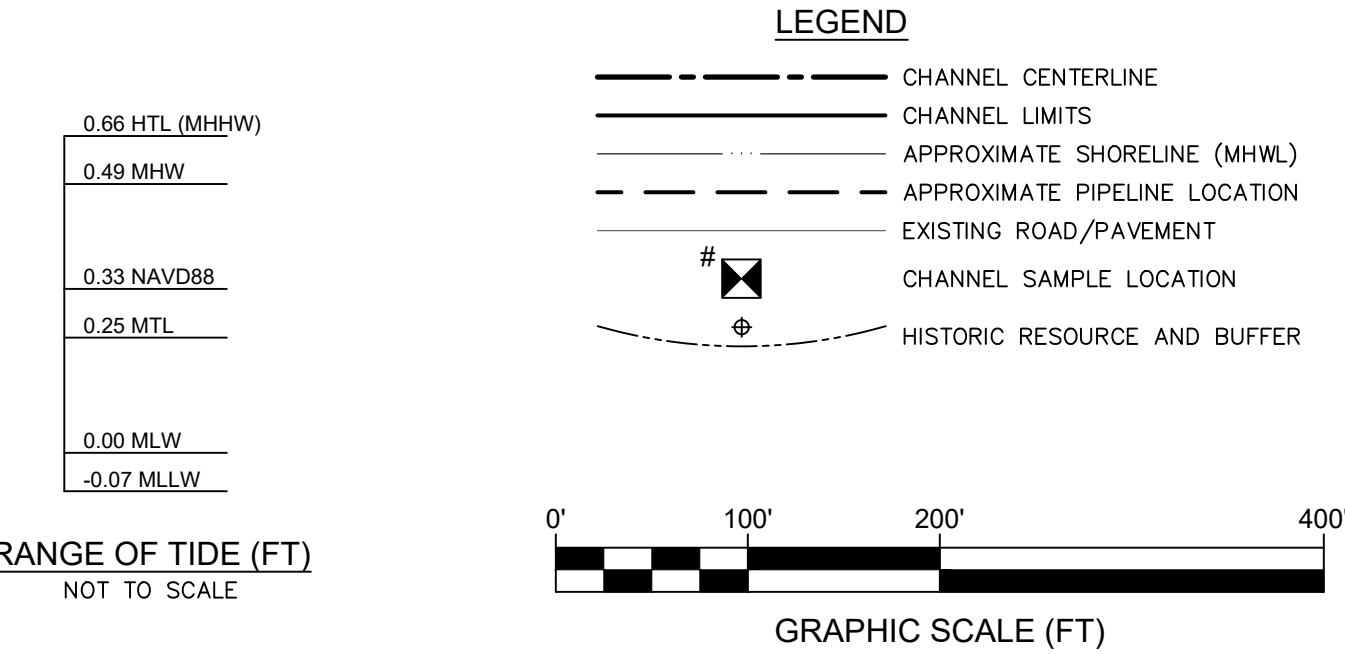 LEGEND
CHANNEL CENTERLINE
CHANNEL LIMITS
APPROXIMATE SHORELINE (MHWL)
APPROXIMATE PIPELINE LOCATION
EXISTING ROAD/PAVEMENT
#
CHANNEL SAMPLE LOCATION
HISTORIC RESOURCE AND BUFFER
0.66 HTL (MHHW)
0.49 MHW
0.33 NAVD88
0.25 MTL
0.00 MLW
-0.07 MLLW
RANGE OF TIDE (FT)
NOT TO SCALE
0' 100' 200' 400'
GRAPHIC SCALE (FT)